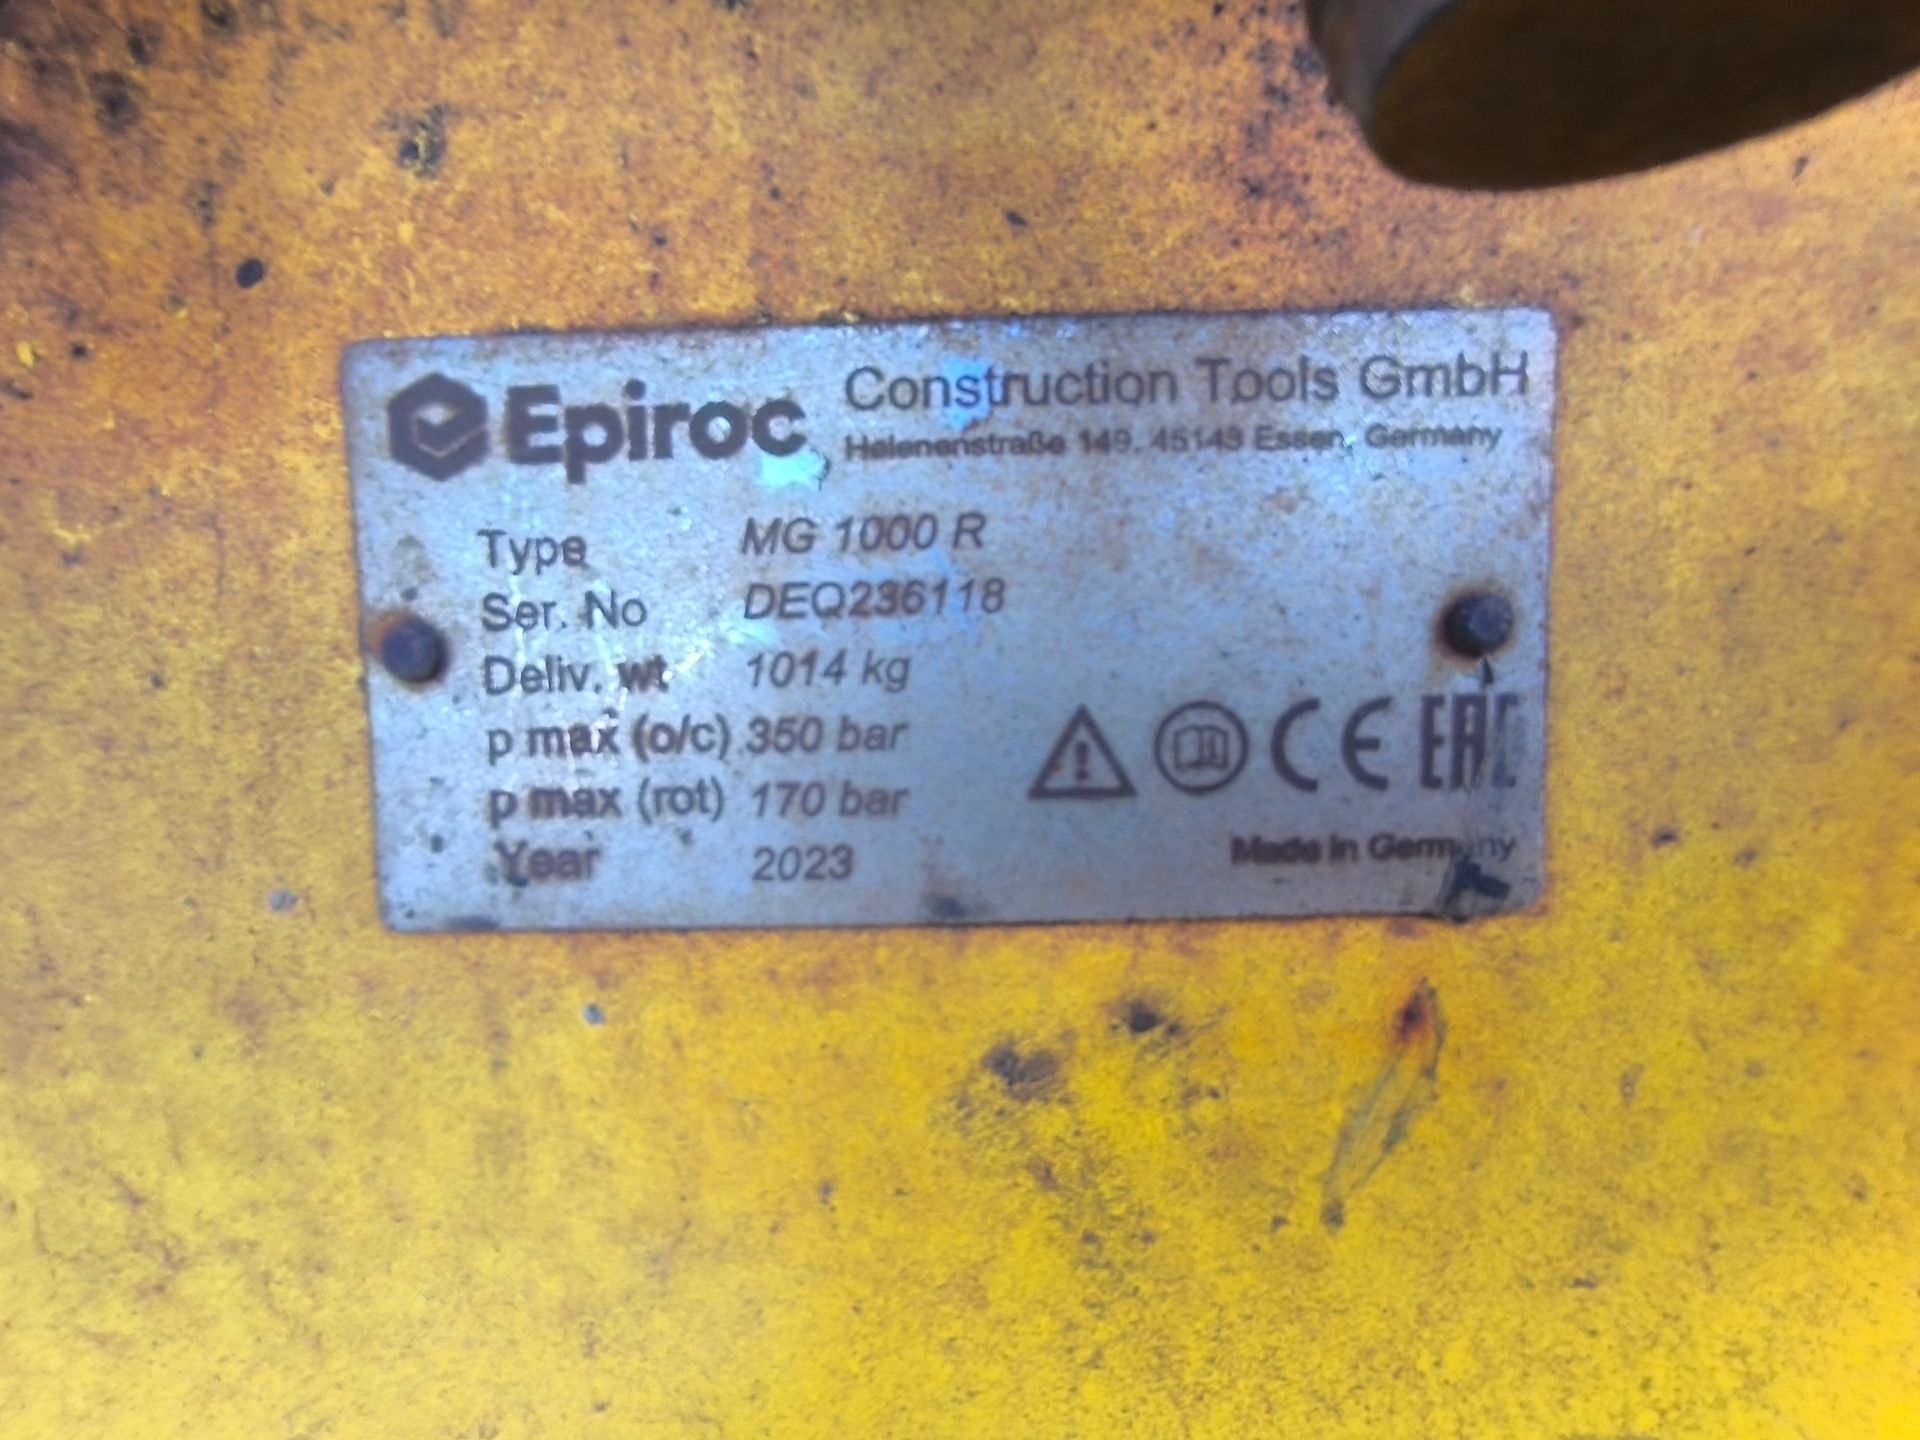 Epiroc Construction Tools GmbH
Helenenstraße 149, 45143 Essen, Germany
Type MG 1000 R
Ser. No DEQ236118
Deliv. wt 1014 kg
p max (o/c) 350 bar
p max (rot) 170 bar
CE EAC
Year 2023
Made in Germany